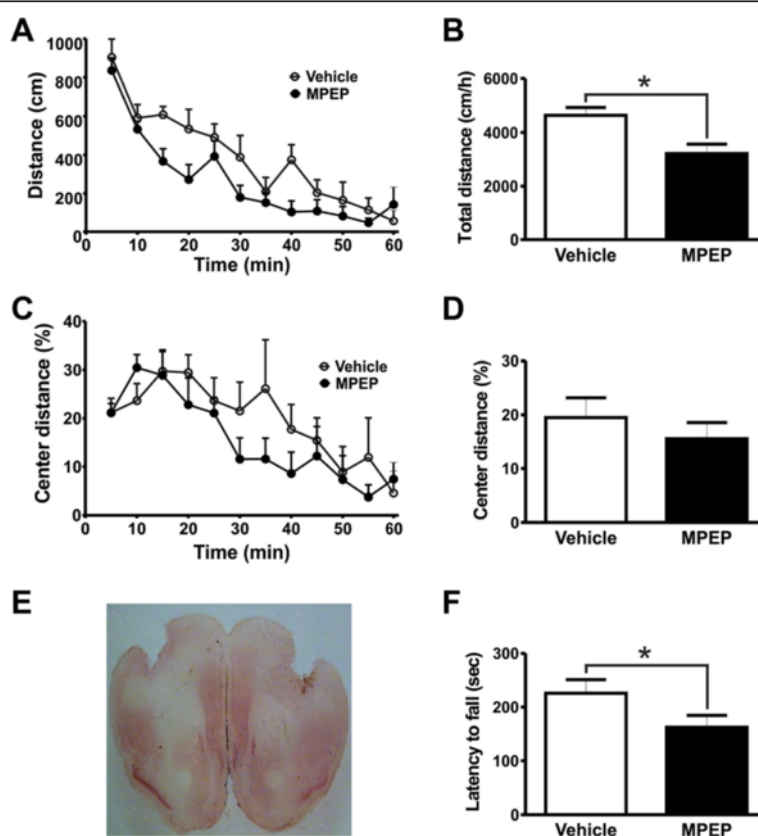 A
1000
800
600
400
200
0
Distance (cm)
Vehicle
MPEP
0 10 20 30 40 50 60
Time (min)
B
6000
4000
2000
0
Total distance (cm/h)
*
Vehicle MPEP
C
40
30
20
10
0
Center distance (%)
Vehicle
MPEP
0 10 20 30 40 50 60
Time (min)
D
30
20
10
0
Center distance (%)
Vehicle MPEP
E
F
300
200
100
0
Latency to fall (sec)
*
Vehicle MPEP